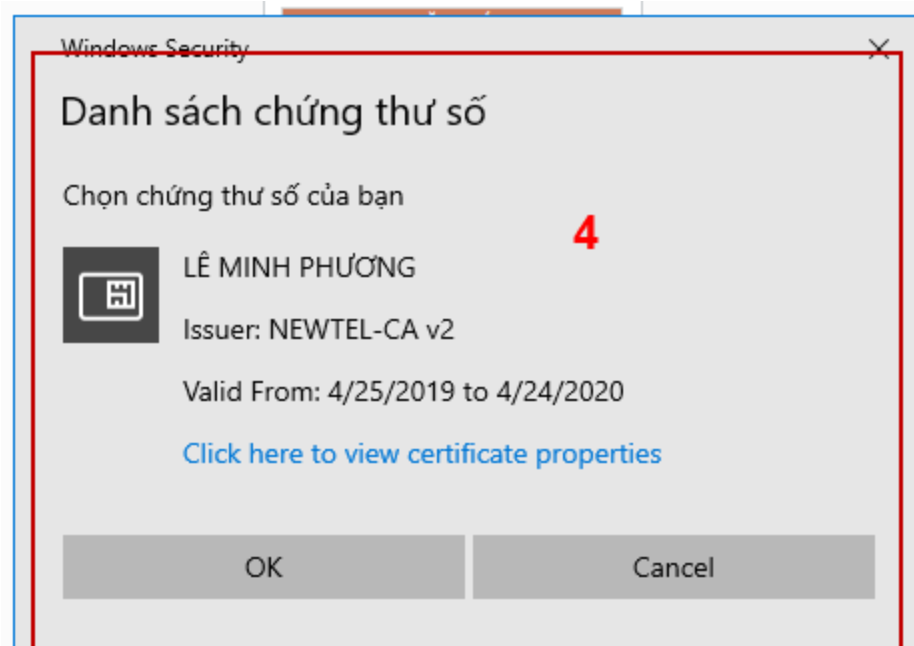 Windows Security
Danh sách chứng thư số
Chọn chứng thư số của bạn
4
LÊ MINH PHƯƠNG
Issuer: NEWTEL-CA v2
Valid From: 4/25/2019 to 4/24/2020
Click here to view certificate properties
OK
Cancel